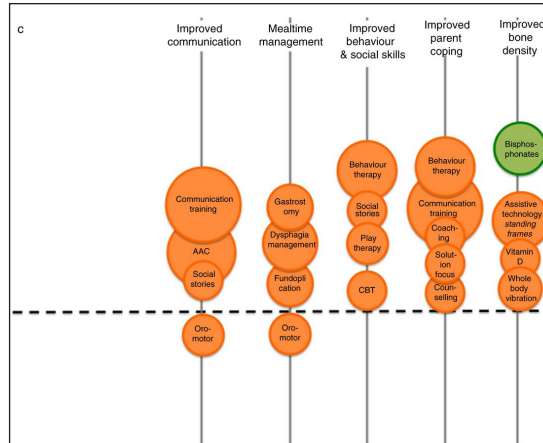 c
Improved
communication
Mealtime
management
Improved
behaviour
& social skills
Improved
parent
coping
Improved
bone
density
Communication
training
AAC
Social
stories
Oro-
motor
Gastrost
omy
Dysphagia
management
Fundopli
cation
Oro-
motor
Behaviour
therapy
Social
stories
Play
therapy
CBT
Behaviour
therapy
Communication
training
Coach-
ing
Solut-
ion
focus
Coun-
selling
Bisphos-
phonates
Assistive
technology
standing
frames
Vitamin
D
Whole
body
vibration